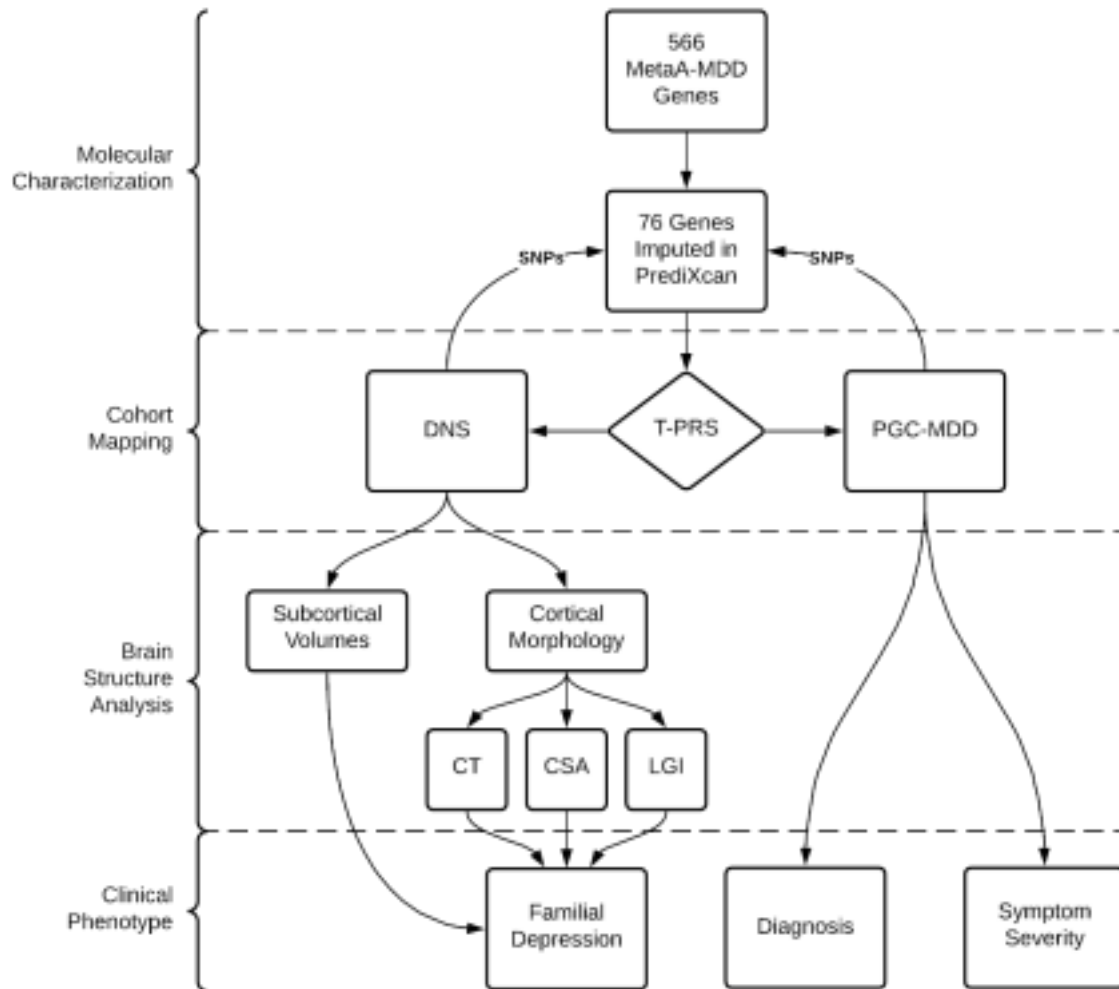 566
MetaA-MDD
Genes
Molecular
Characterization
76 Genes
Imputed in
PrediXcan
SNPs
SNPs
Cohort
Mapping
DNS
T-PRS
PGC-MDD
Subcortical
Volumes
Cortical
Morphology
Brain
Structure
Analysis
CT
CSA
LGI
Clinical
Phenotype
Familial
Depression
Diagnosis
Symptom
Severity